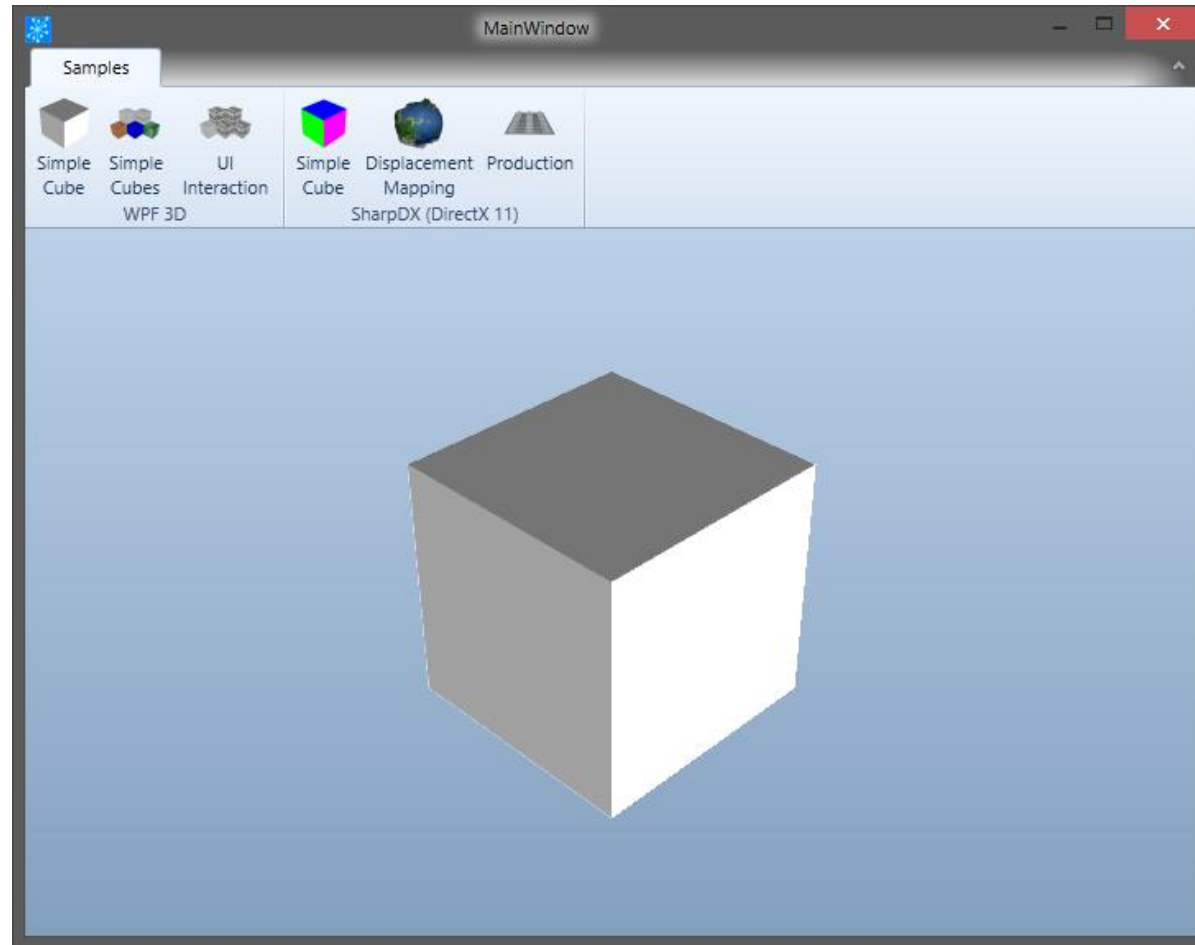 MainWindow
Samples
Simple Cube
Simple Cubes
UI Interaction
WPF 3D
Simple Cube
Displacement Mapping
Production
SharpDX (DirectX 11)